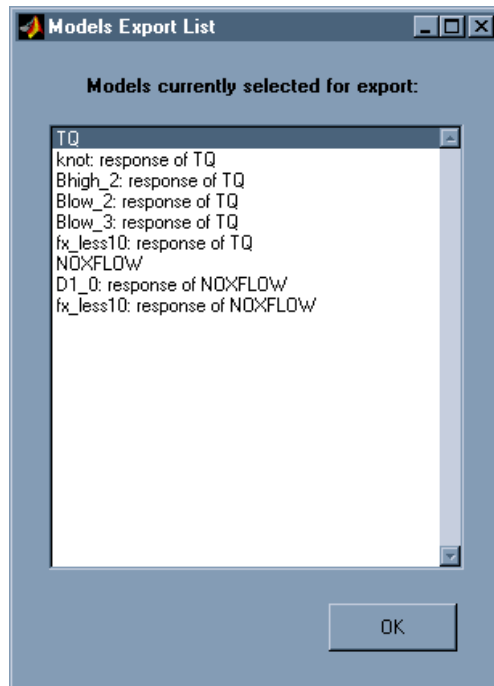 Models Export List
Models currently selected for export:
TQ
knot: response of TQ
Bhigh_2: response of TQ
Blow_2: response of TQ
Blow_3: response of TQ
fx_less10: response of TQ
NOXFLOW
D1_0: response of NOXFLOW
fx_less10: response of NOXFLOW
OK